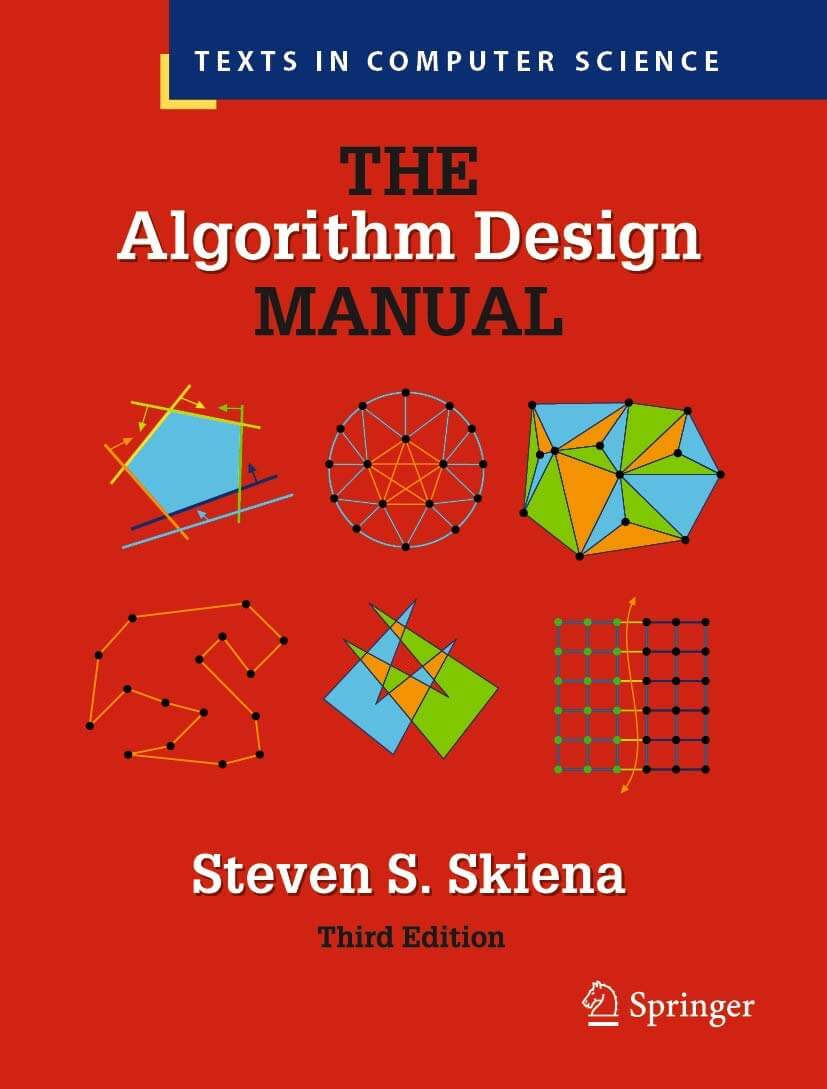 TEXTS IN COMPUTER SCIENCE
THE
Algorithm Design
MANUAL
Steven S. Skiena
Third Edition
Springer